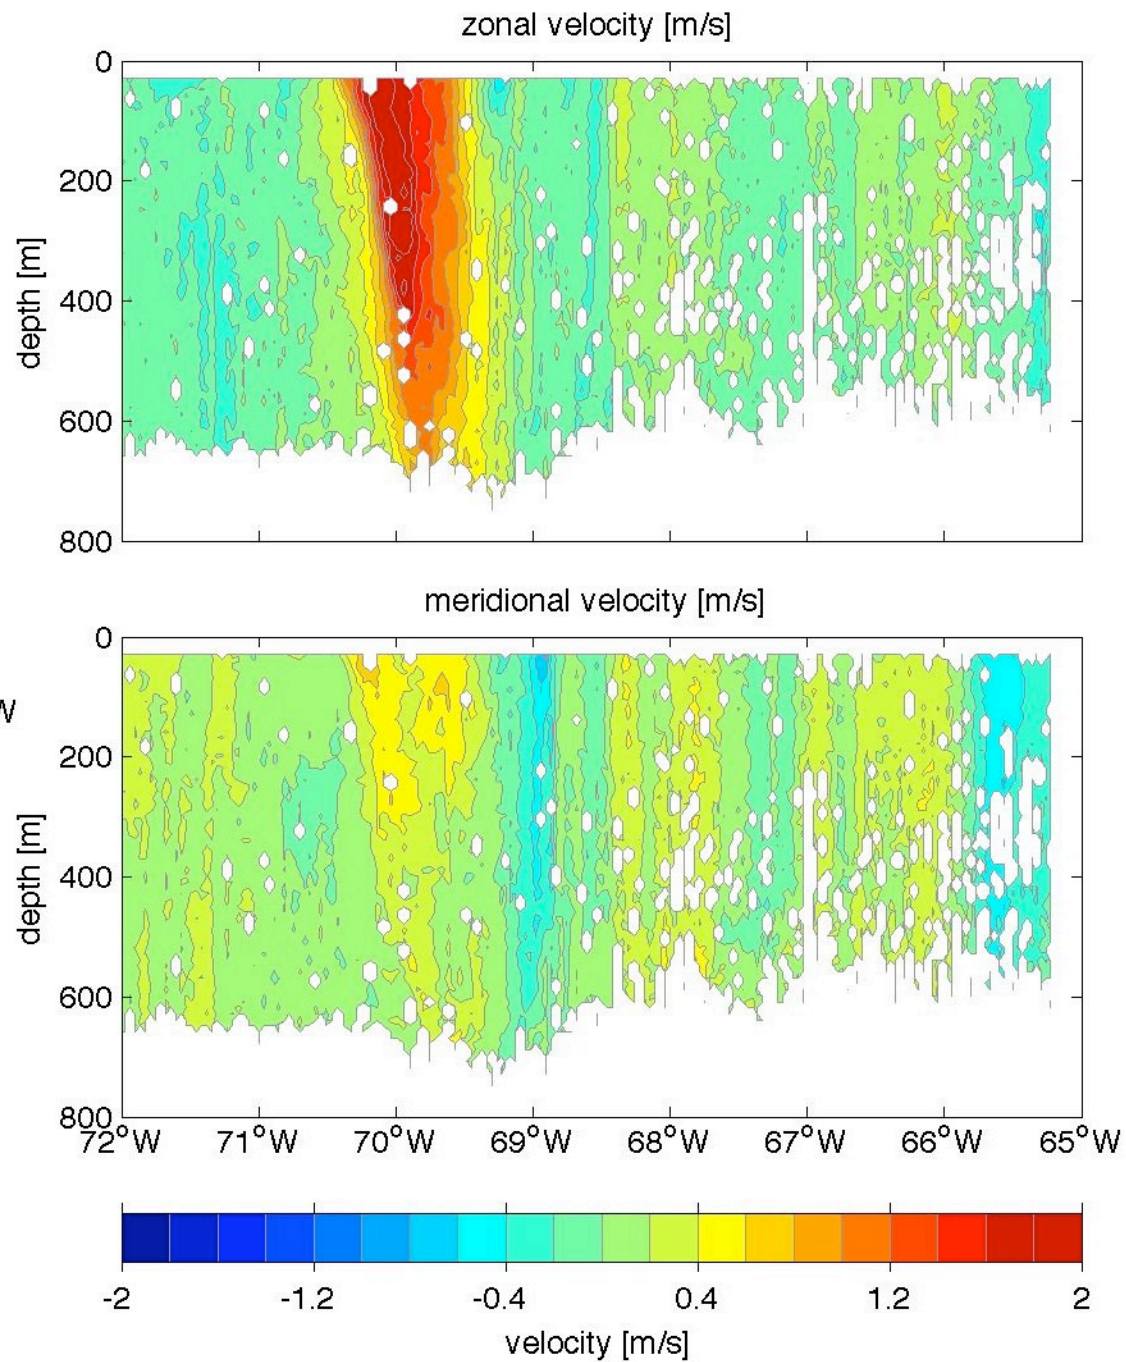 zonal velocity [m/s]
0
200
400
600
800
depth [m]
meridional velocity [m/s]
0
200
400
600
800
depth [m]
W
72°W 71°W 70°W 69°W 68°W 67°W 66°W 65°W
-2 -1.2 -0.4 0.4 1.2 2
velocity [m/s]